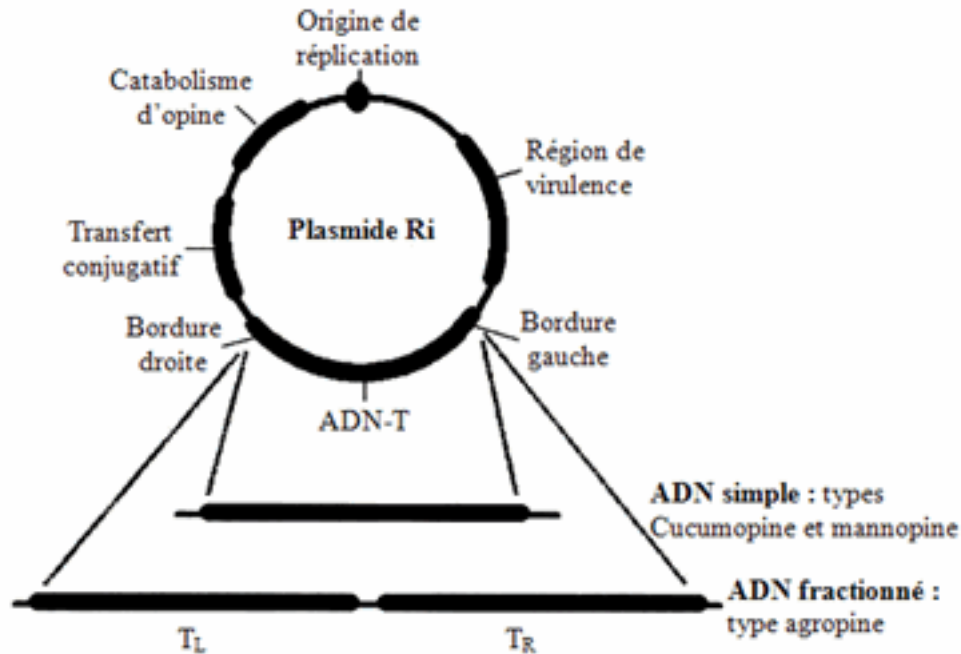 Origine de
réplication
Catabolisme
d'opine
Région de
virulence
Plasmide Ri
Transfert
conjugatif
Bordure
droite
Bordure
gauche
ADN-T
ADN simple : types
Cucumopine et mannopine
ADN fractionné :
type agropine
TL
TR